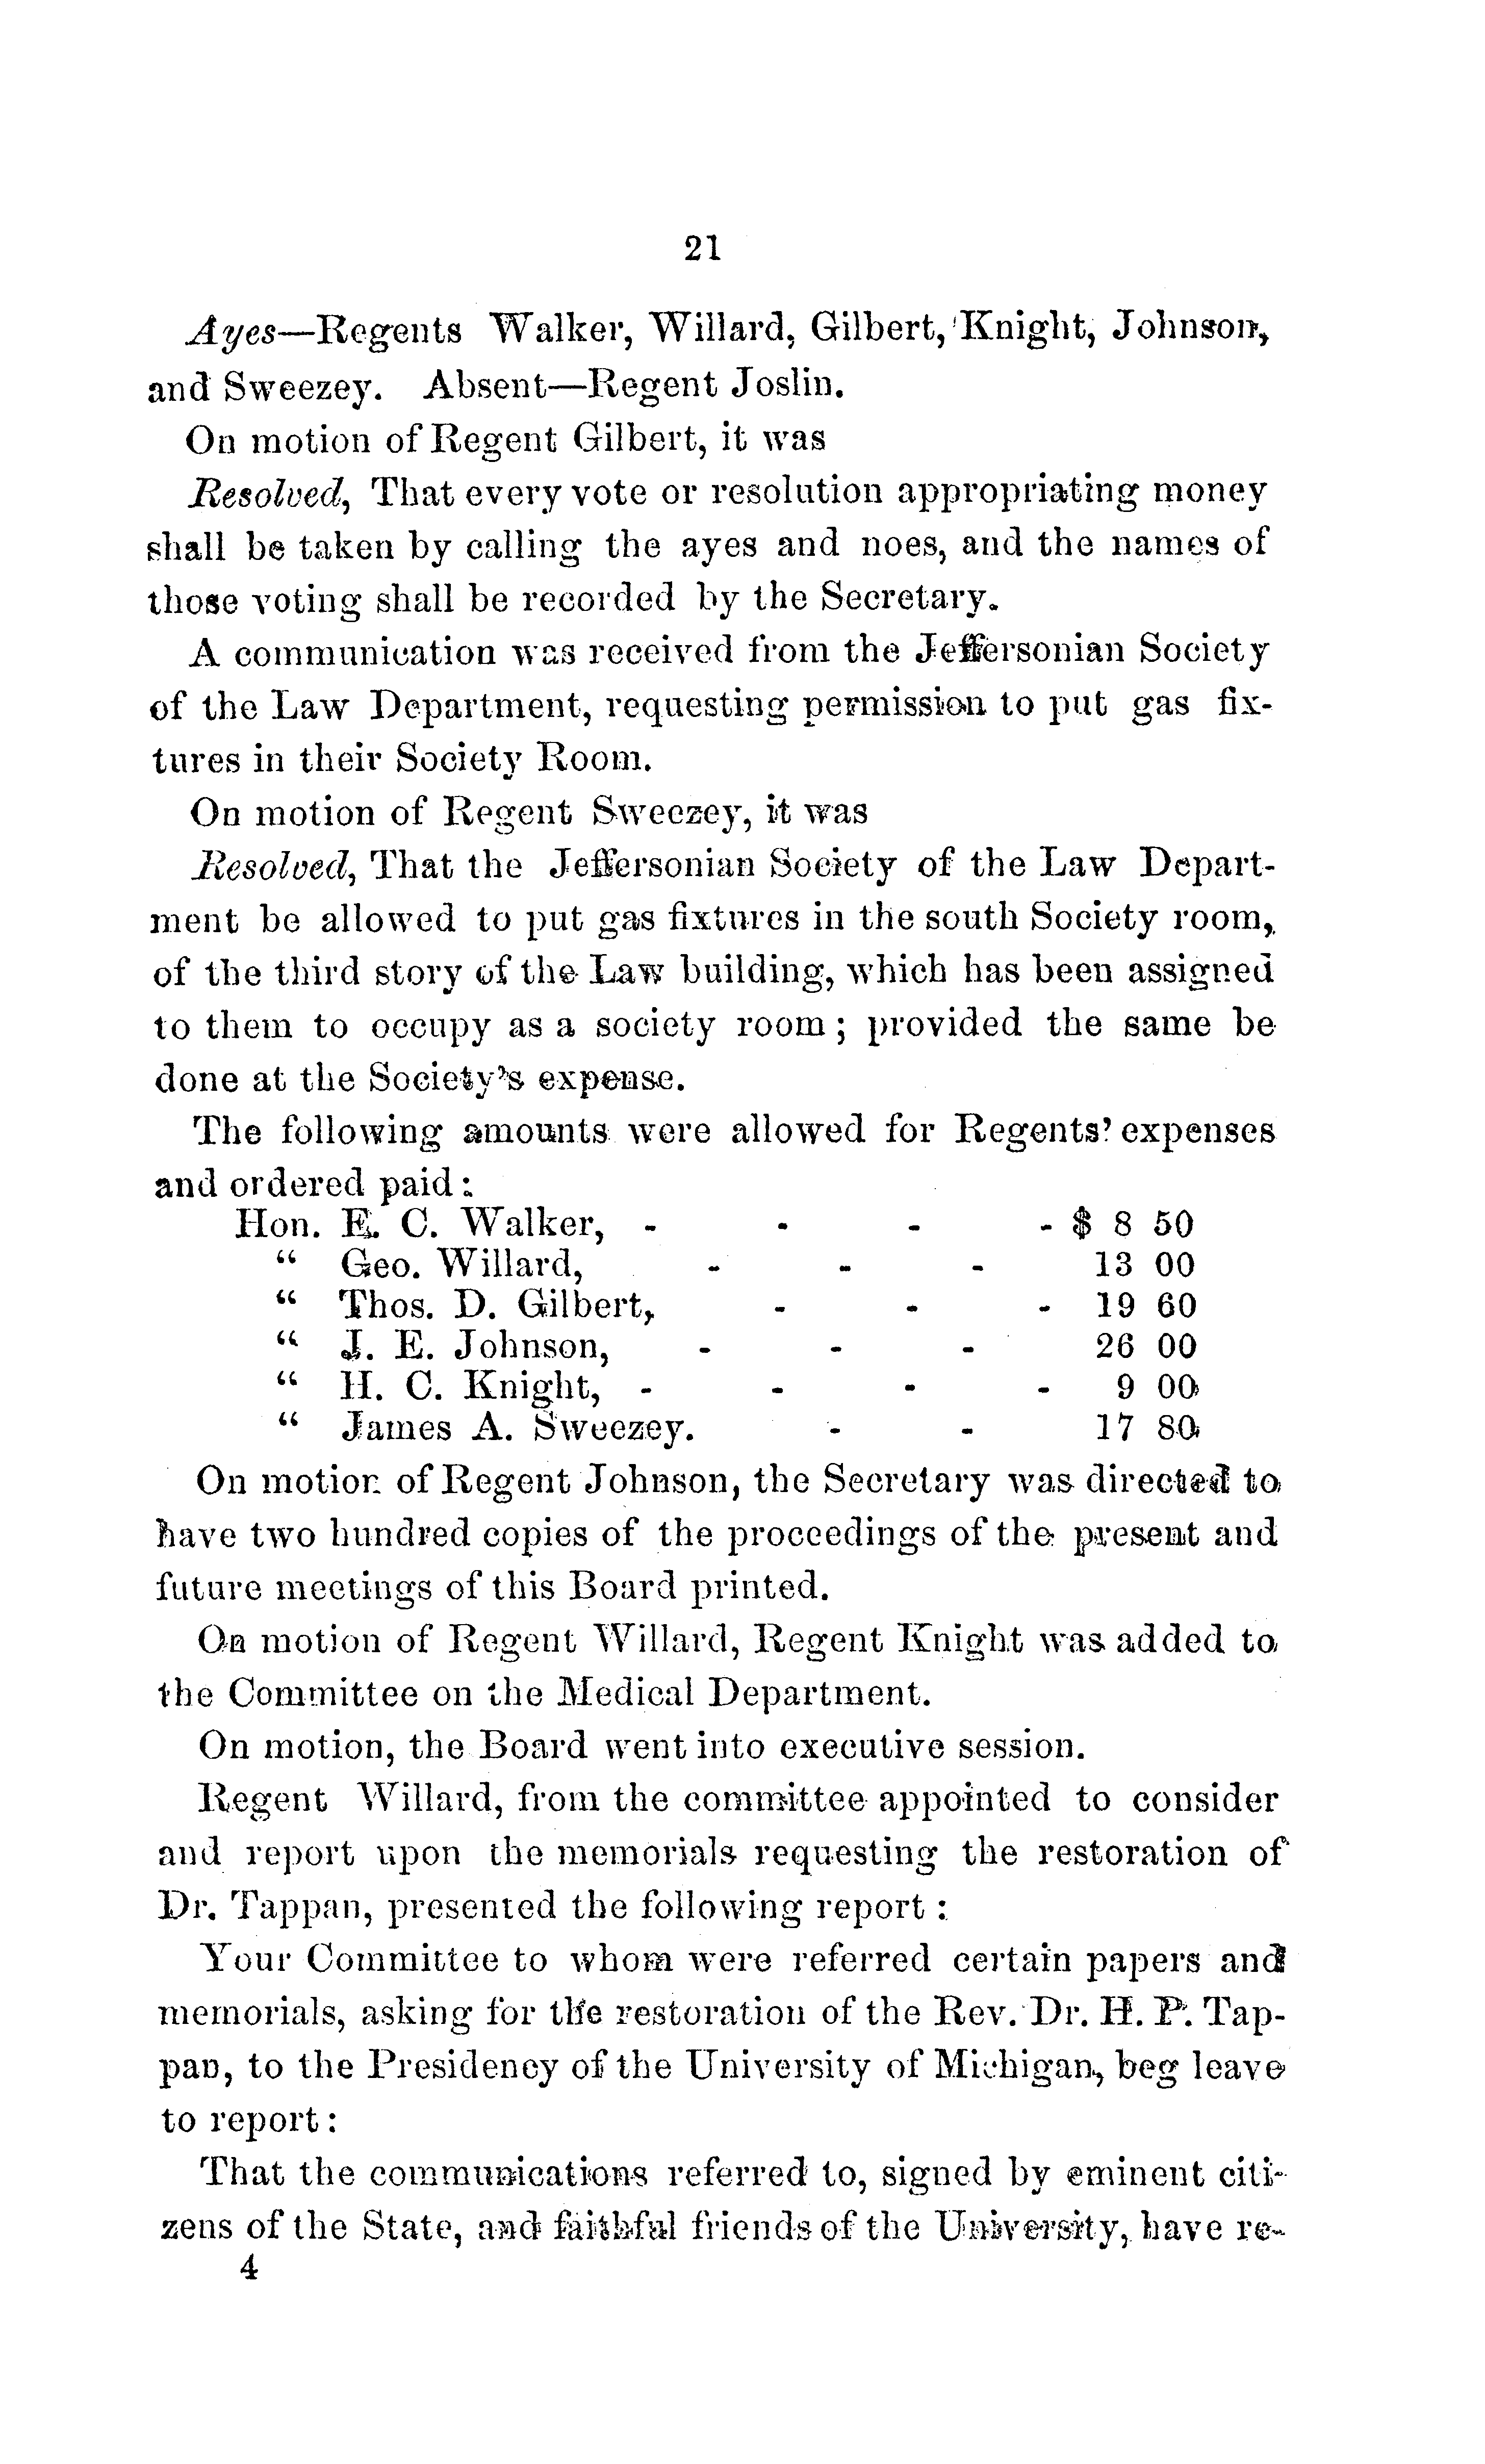 21
Ayes—Regents Walker, Willard, Gilbert, Knight, Johnson,
and Sweezey. Absent—Regent Joslin.
On motion of Regent Gilbert, it was
Resolved, That every vote or resolution appropriating money
shall be taken by calling the ayes and noes, and the names of
those voting shall be recorded by the Secretary.
A communication was received from the Jeffersonian Society
of the Law Department, requesting permission to put gas fix-
tures in their Society Room.
On motion of Regent Sweezey, it was
Resolved, That the Jeffersonian Society of the Law Depart-
ment be allowed to put gas fixtures in the south Society room,
of the third story of the Law building, which has been assigned
to them to occupy as a society room; provided the same be
done at the Society's expense.
The following amounts were allowed for Regents' expenses
and ordered paid:
Hon. E. C. Walker, - - - - $ 8 50
" Geo. Willard, - - - 13 00
" Thos. D. Gilbert, - - - 19 60
" J. E. Johnson, - - - 26 00
" H. C. Knight, - - - - 9 00
" James A. Sweezey. - - 17 80
On motion of Regent Johnson, the Secretary was directed to
have two hundred copies of the proceedings of the present and
future meetings of this Board printed.
On motion of Regent Willard, Regent Knight was added to
the Committee on the Medical Department.
On motion, the Board went into executive session.
Regent Willard, from the committee appointed to consider
and report upon the memorials requesting the restoration of
Dr. Tappan, presented the following report:
Your Committee to whom were referred certain papers and
memorials, asking for the restoration of the Rev. Dr. H. P. Tap-
pan, to the Presidency of the University of Michigan, beg leave
to report:
That the communications referred to, signed by eminent citi-
zens of the State, and faithful friends of the University, have re-
4